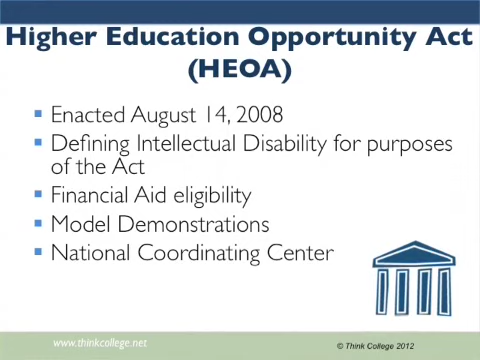 Higher Education Opportunity Act
(HEOA)
Enacted August 14, 2008
Defining Intellectual Disability for purposes
of the Act
Financial Aid eligibility
Model Demonstrations
National Coordinating Center
www.thinkcollege.net
© Think College 2012